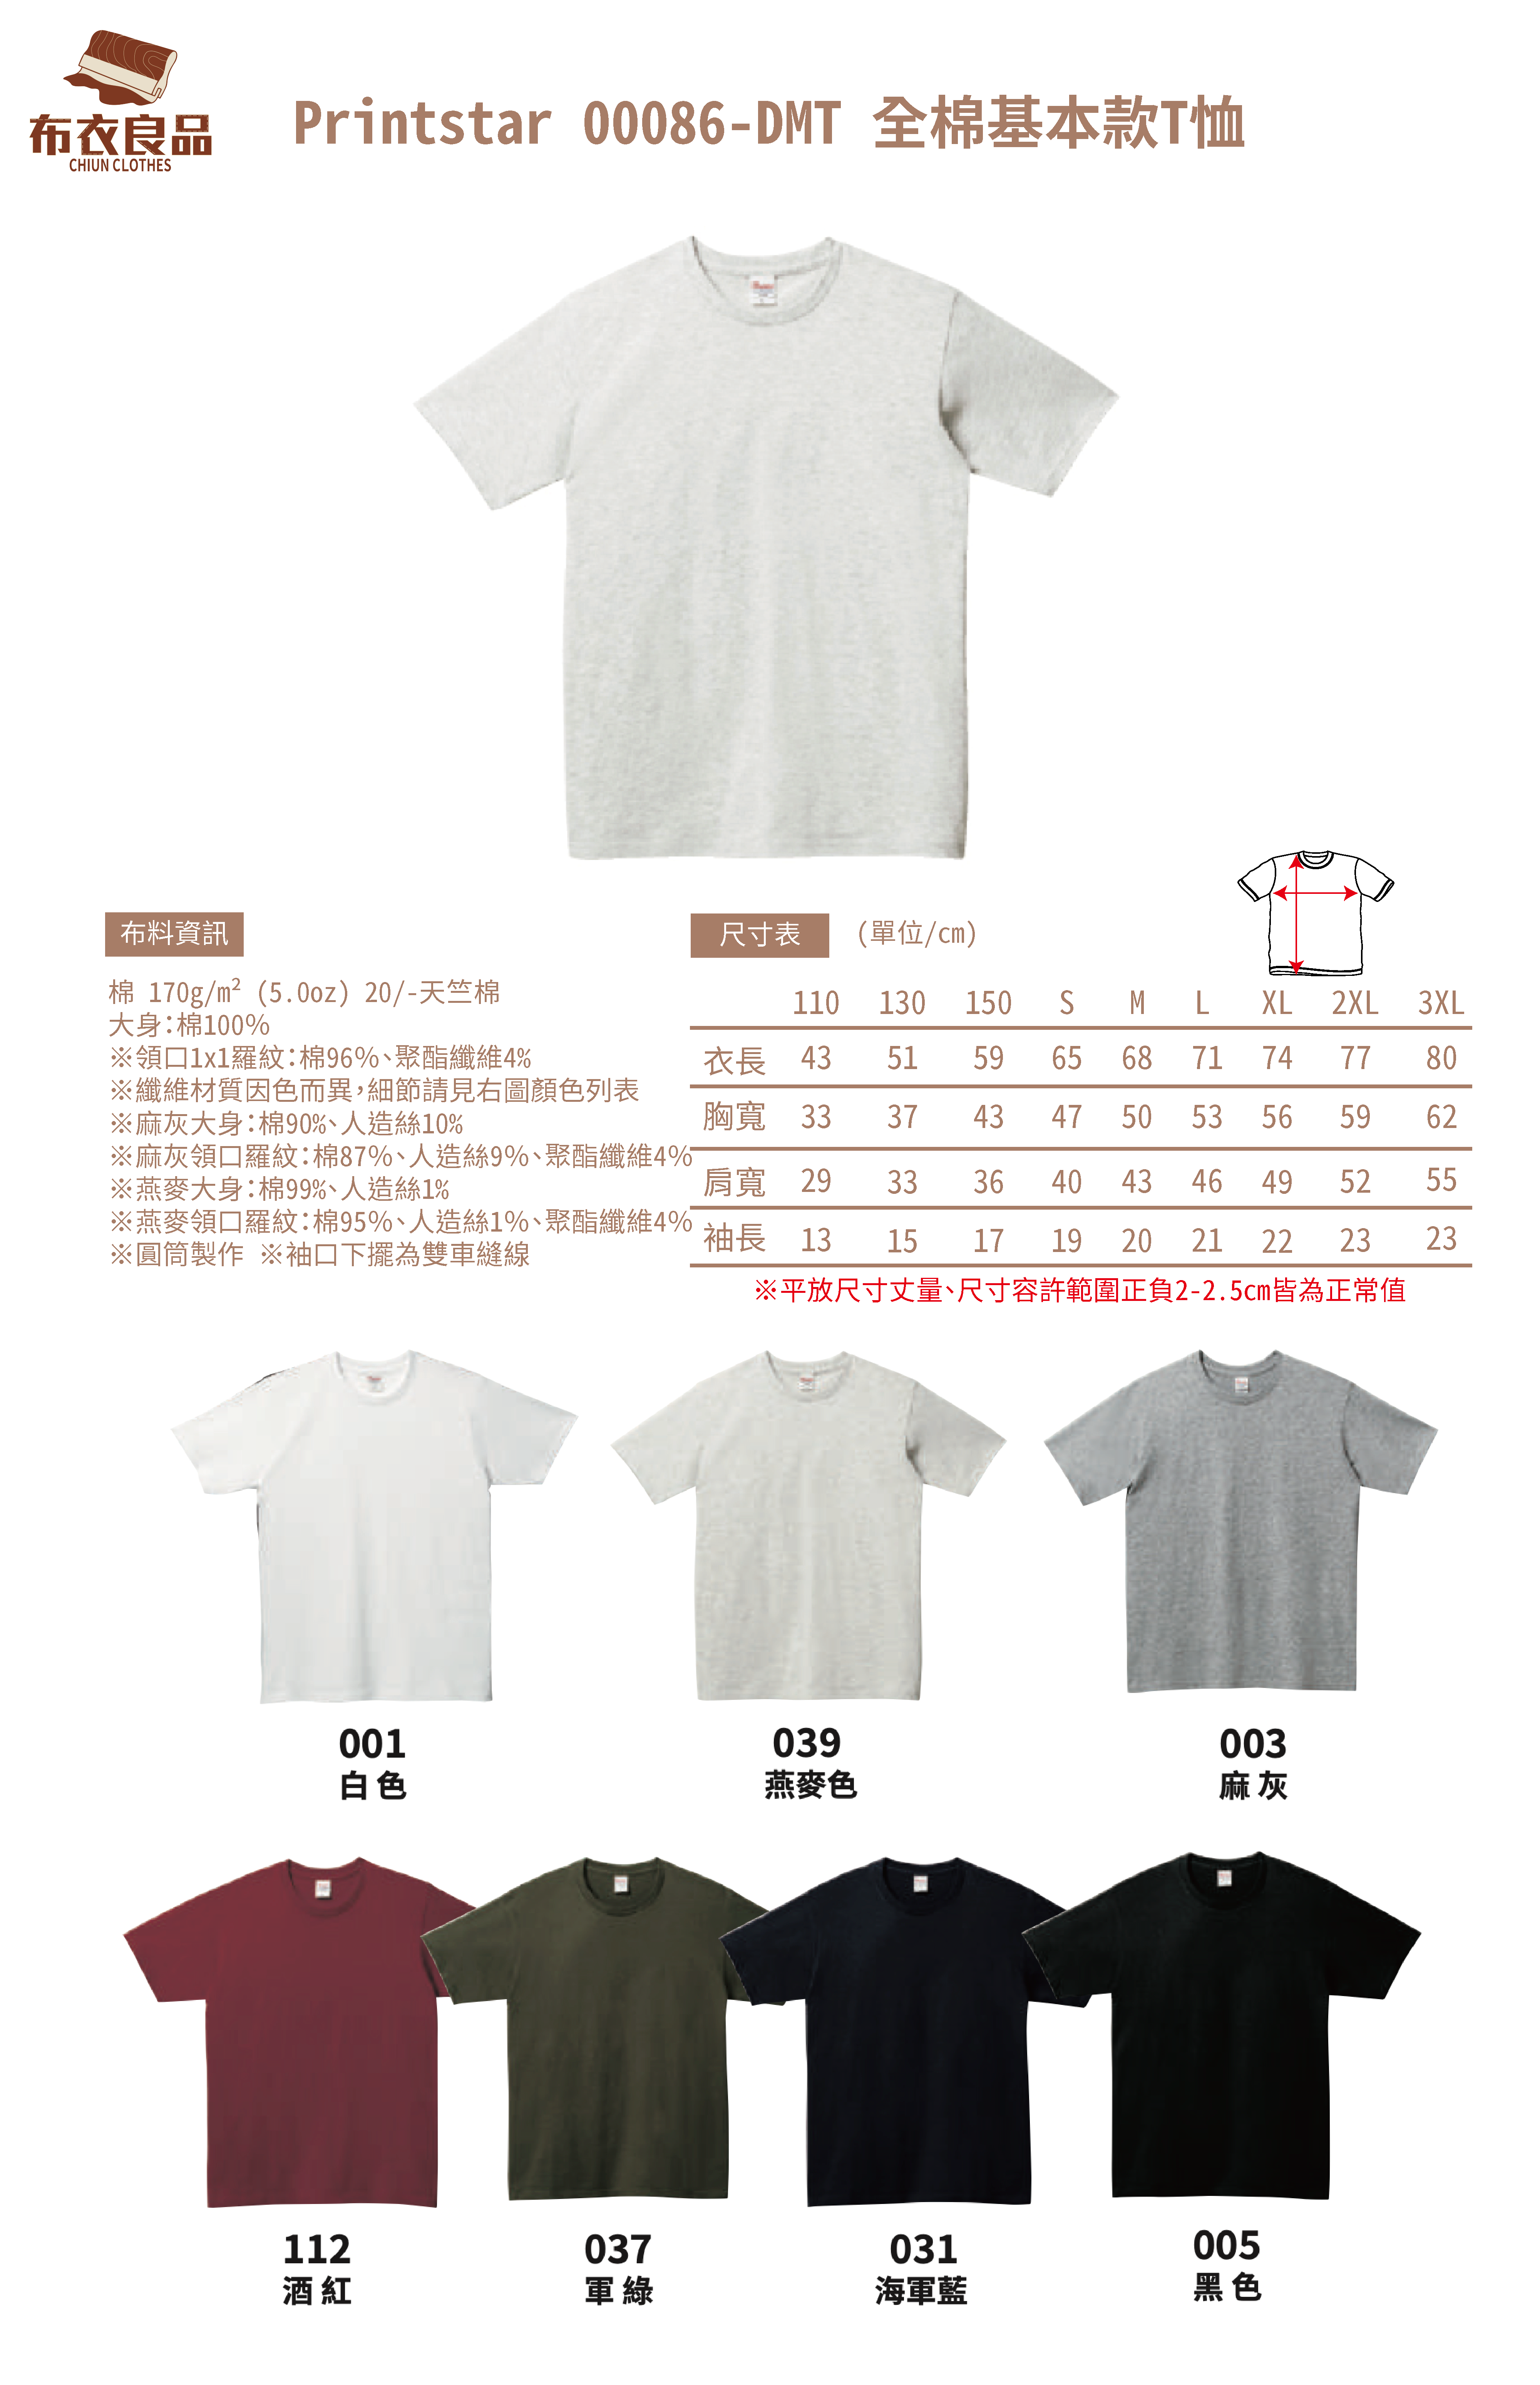 布衣良品
CHIUN CLOTHES
Printstar 00086-DMT 全棉基本款T恤
布料資訊
棉 170g/m² (5.0oz) 20/-天竺棉
大身：棉100%
※領口1x1羅紋：棉96%、聚酯纖維4%
※纖維材質因色而異，細節請見右圖顏色列表
※麻灰大身：棉90%、人造絲10%
※麻灰領口羅紋：棉87%、人造絲9%、聚酯纖維4%
※燕麥大身：棉99%、人造絲1%
※燕麥領口羅紋：棉95%、人造絲1%、聚酯纖維4%
※圓筒製作 ※袖口下擺為雙車縫線
尺寸表 (單位/cm)
110 130 150 S M L XL 2XL 3XL
衣長 43 51 59 65 68 71 74 77 80
胸寬 33 37 43 47 50 53 56 59 62
肩寬 29 33 36 40 43 46 49 52 55
袖長 13 15 17 19 20 21 22 23 23
※平放尺寸丈量、尺寸容許範圍正負2-2.5cm皆為正常值
001
白色
039
燕麥色
003
麻灰
112
酒紅
037
軍綠
031
海軍藍
005
黑色